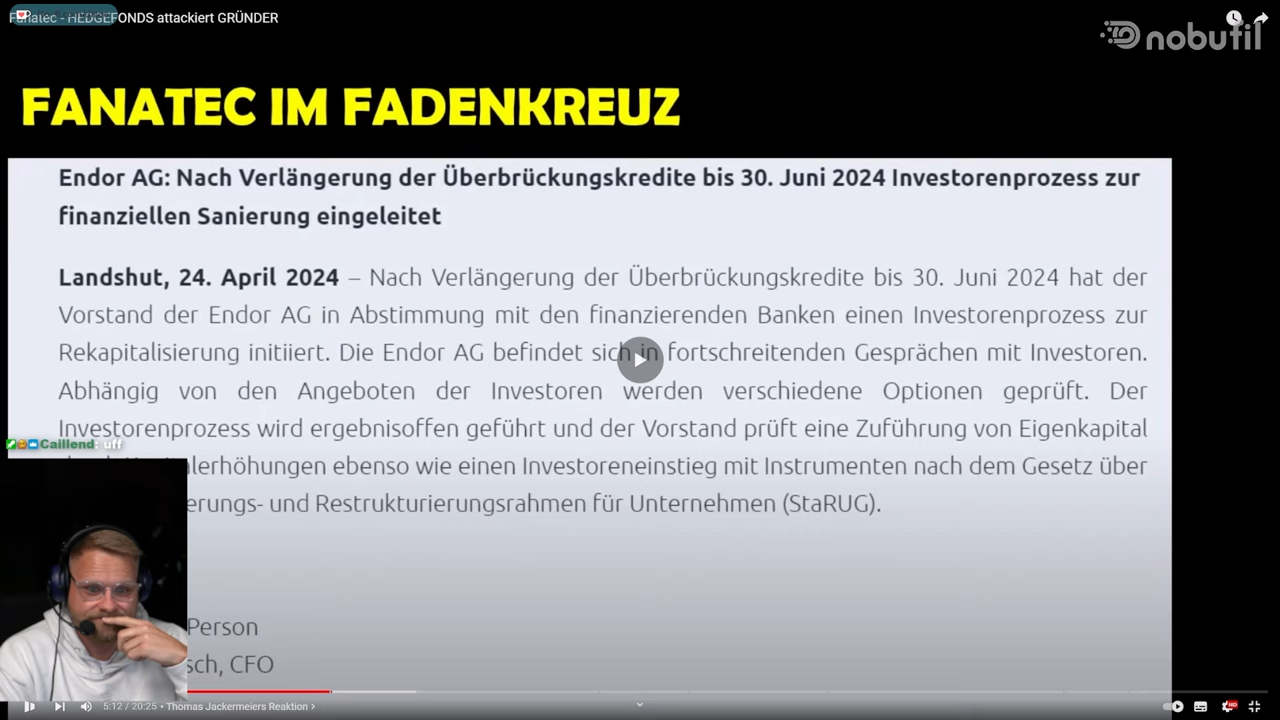 Fanatec - HEDGEFONDS attackiert GRÜNDER
nobufil
FANATEC IM FADENKREUZ
Endor AG: Nach Verlängerung der Überbrückungskredite bis 30. Juni 2024 Investorenprozess zur
finanziellen Sanierung eingeleitet
Landshut, 24. April 2024 – Nach Verlängerung der Überbrückungskredite bis 30. Juni 2024 hat der
Vorstand der Endor AG in Abstimmung mit den finanzierenden Banken einen Investorenprozess zur
Rekapitalisierung initiiert. Die Endor AG befindet sich in fortschreitenden Gesprächen mit Investoren.
Abhängig von den Angeboten der Investoren werden verschiedene Optionen geprüft. Der
Investorenprozess wird ergebnisoffen geführt und der Vorstand prüft eine Zuführung von Eigenkapital
Caillend: uff
alerhöhungen ebenso wie einen Investoreneinstieg mit Instrumenten nach dem Gesetz über
erungs- und Restrukturierungsrahmen für Unternehmen (StaRUG).
Person
sch, CFO
5:12 / 20:25 • Thomas Jackermeiers Reaktion ›
HD